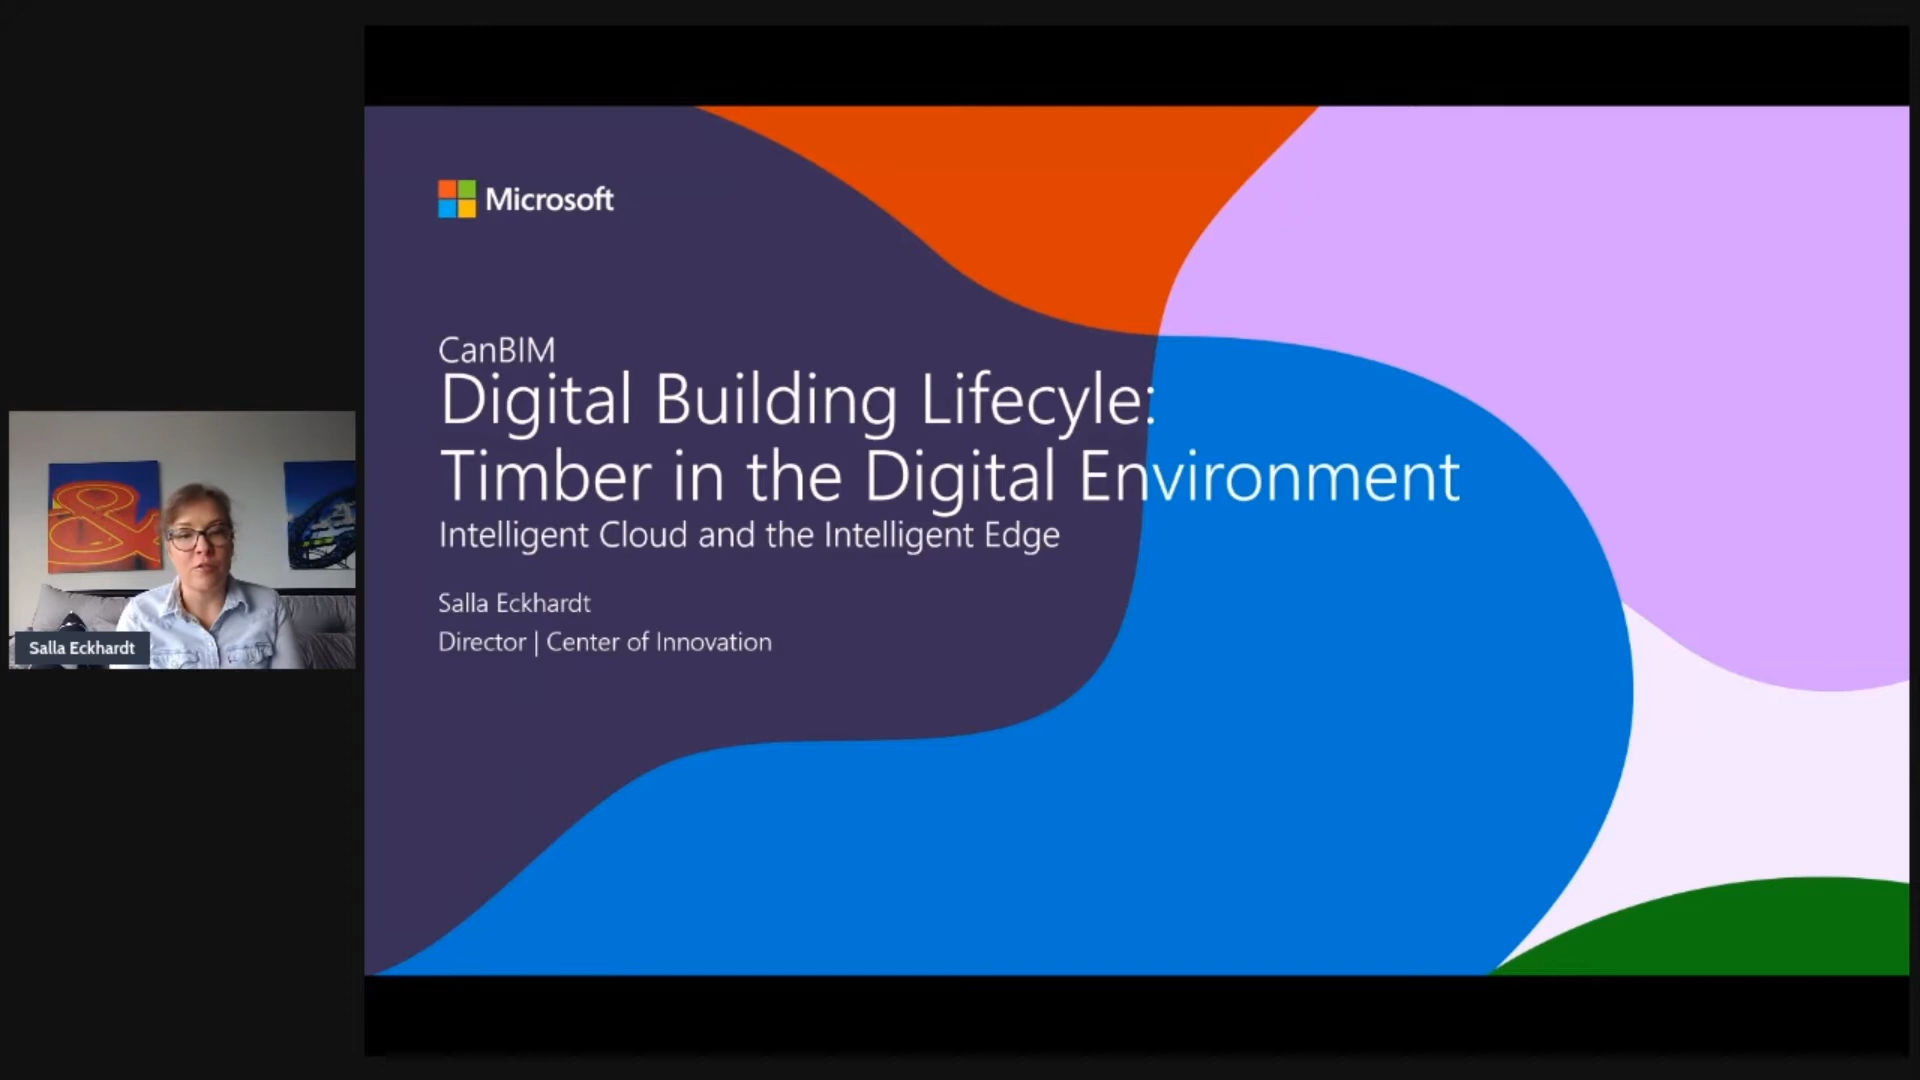 Microsoft
CanBIM
Digital Building Lifecyle:
Timber in the Digital Environment
Intelligent Cloud and the Intelligent Edge
Salla Eckhardt
Director | Center of Innovation
Salla Eckhardt